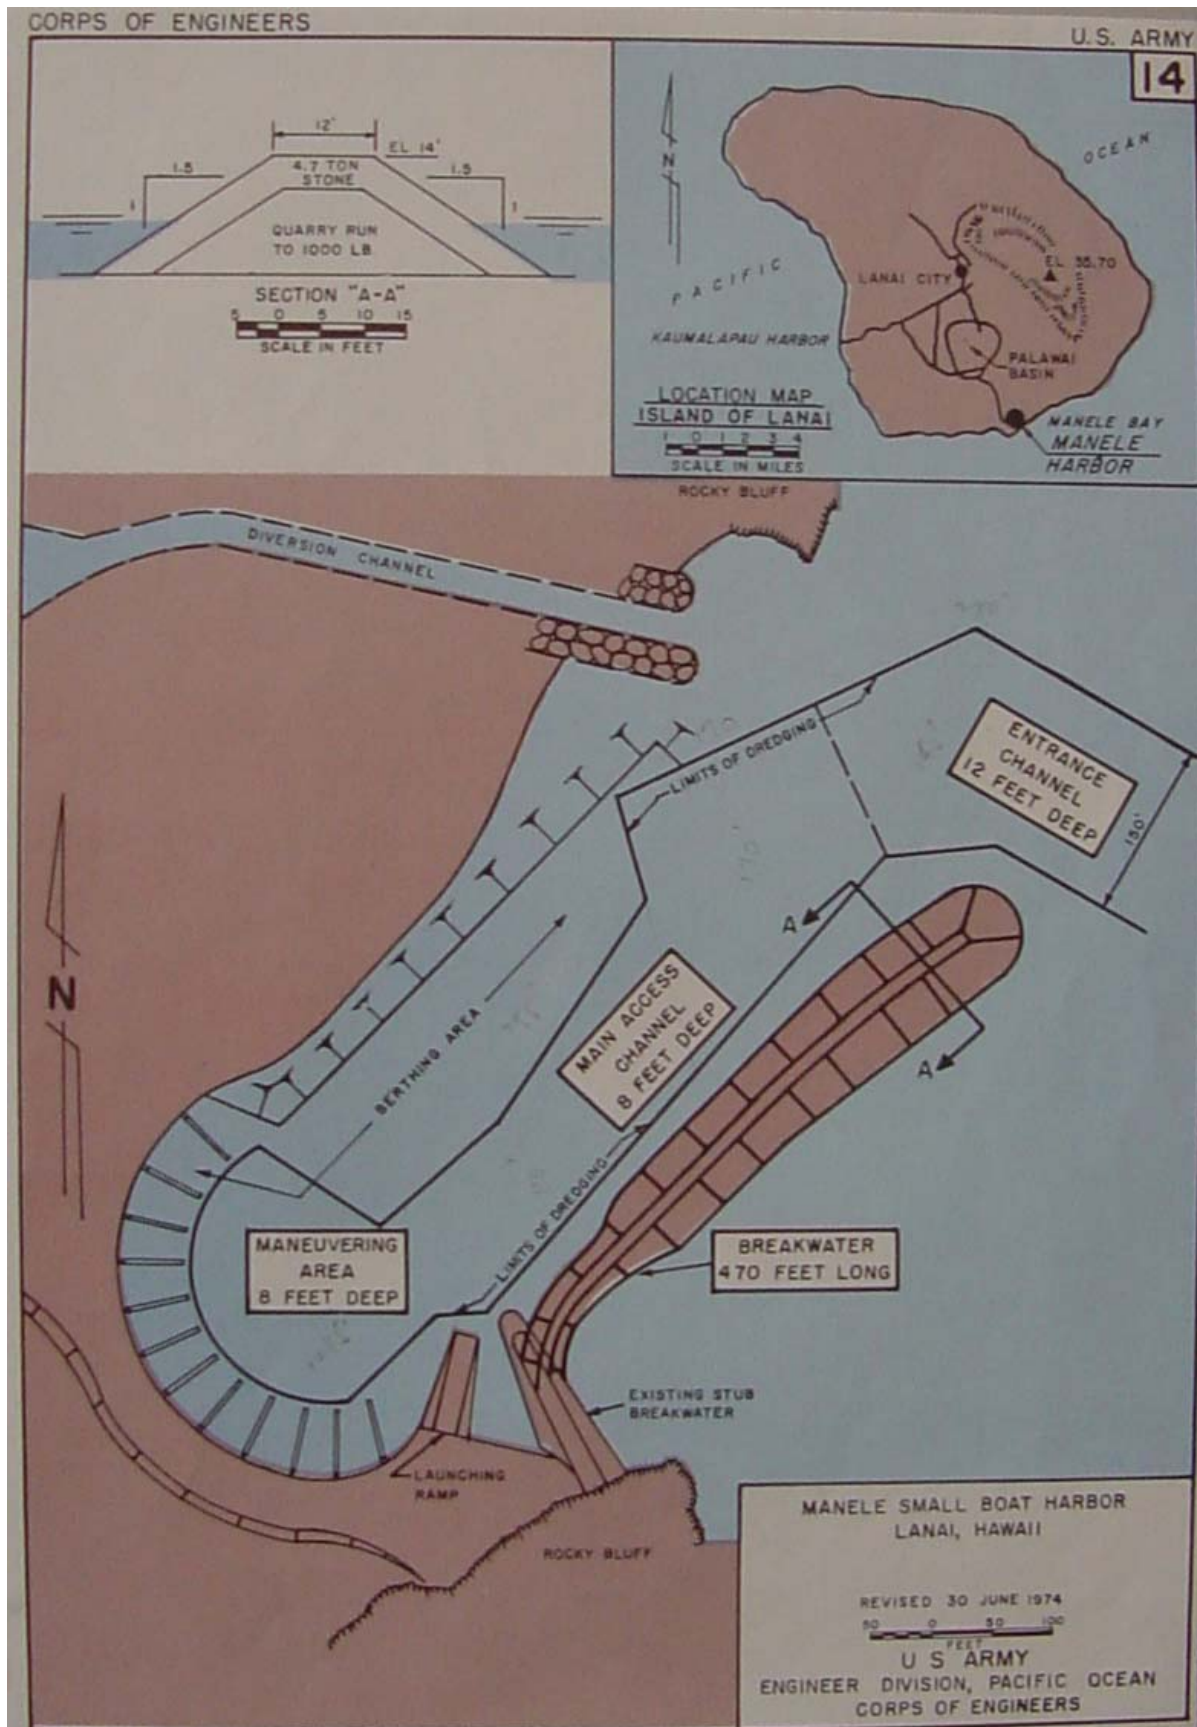 CORPS OF ENGINEERS
U.S. ARMY
14
12'
EL 14'
1.5
4.7 TON
STONE
1.5
1
1
QUARRY RUN
TO 1000 LB
SECTION "A-A"
5 0 5 10 15
SCALE IN FEET
N
OCEAN
PACIFIC
LANAI CITY
EL 35.70
KAUMALAPAU HARBOR
PALAWAI
BASIN
LOCATION MAP
ISLAND OF LANAI
1 0 1 2 3 4
SCALE IN MILES
MANELE BAY
MANELE
HARBOR
ROCKY BLUFF
DIVERSION CHANNEL
LIMITS OF DREDGING
ENTRANCE
CHANNEL
12 FEET DEEP
150'
A
N
MAIN ACCESS
CHANNEL
8 FEET DEEP
BERTHING AREA
A
LIMITS OF DREDGING
MANEUVERING
AREA
8 FEET DEEP
BREAKWATER
470 FEET LONG
EXISTING STUB
BREAKWATER
LAUNCHING
RAMP
ROCKY BLUFF
MANELE SMALL BOAT HARBOR
LANAI, HAWAII
REVISED 30 JUNE 1974
50 0 50 100
FEET
U S ARMY
ENGINEER DIVISION, PACIFIC OCEAN
CORPS OF ENGINEERS